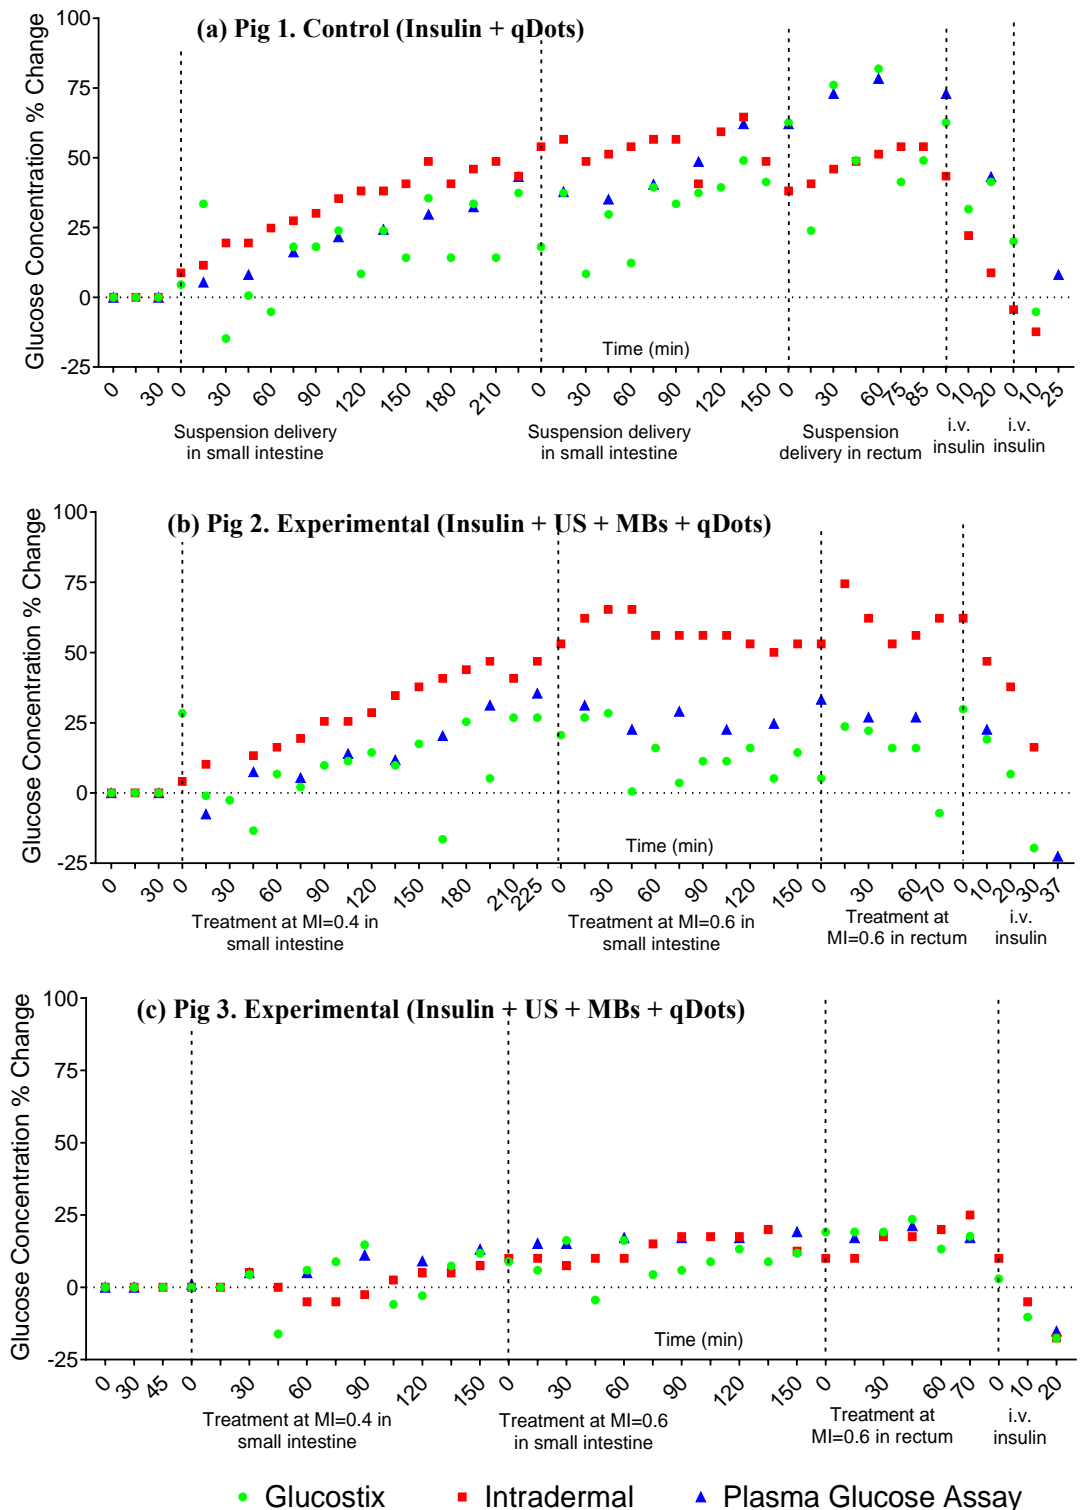 (a) Pig 1. Control (Insulin + qDots)
Glucose Concentration % Change
100
75
50
25
0
-25
Time (min)
0 30 0 30 60 90 120 150 180 210 0 30 60 90 120 150 0 30 60 75 85 0 10 20 0 10 25
Suspension delivery
in small intestine
Suspension delivery
in small intestine
Suspension
delivery in rectum
i.v.
insulin
i.v.
insulin
(b) Pig 2. Experimental (Insulin + US + MBs + qDots)
Glucose Concentration % Change
100
75
50
25
0
-25
Time (min)
0 30 0 30 60 90 120 150 180 210 225 0 30 60 90 120 150 0 30 60 70 0 10 20 30 37
Treatment at MI=0.4 in
small intestine
Treatment at MI=0.6 in
small intestine
Treatment at
MI=0.6 in rectum
i.v.
insulin
(c) Pig 3. Experimental (Insulin + US + MBs + qDots)
Glucose Concentration % Change
100
75
50
25
0
-25
Time (min)
0 30 45 0 30 60 90 120 150 0 30 60 90 120 150 0 30 60 70 0 10 20
Treatment at MI=0.4 in
small intestine
Treatment at MI=0.6
in small intestine
Treatment at
MI=0.6 in rectum
i.v.
insulin
Glucostix Intradermal Plasma Glucose Assay